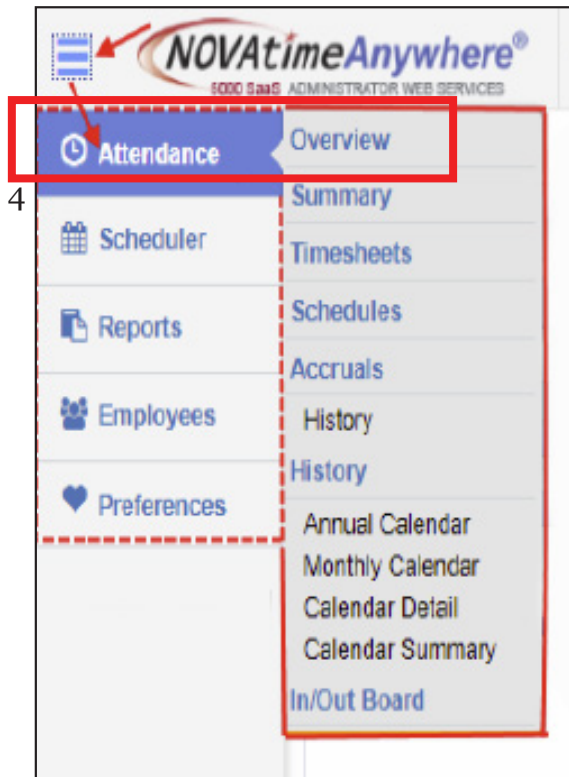 NOVAtimeAnywhere®
5000 SaaS ADMINISTRATOR WEB SERVICES
4
Attendance
Scheduler
Reports
Employees
Preferences
Overview
Summary
Timesheets
Schedules
Accruals
History
History
Annual Calendar
Monthly Calendar
Calendar Detail
Calendar Summary
In/Out Board